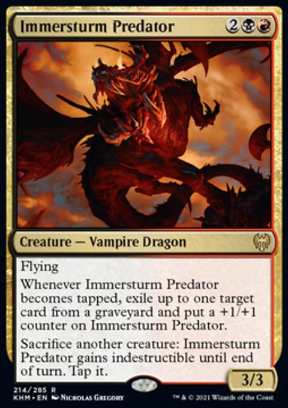 Immersturm Predator 2
Creature — Vampire Dragon
Flying
Whenever Immersturm Predator
becomes tapped, exile up to one target
card from a graveyard and put a +1/+1
counter on Immersturm Predator.
Sacrifice another creature: Immersturm
Predator gains indestructible until end
of turn. Tap it.
3/3
214/285 R
KHM • EN NICHOLAS GREGORY
™ & © 2021 Wizards of the Coast